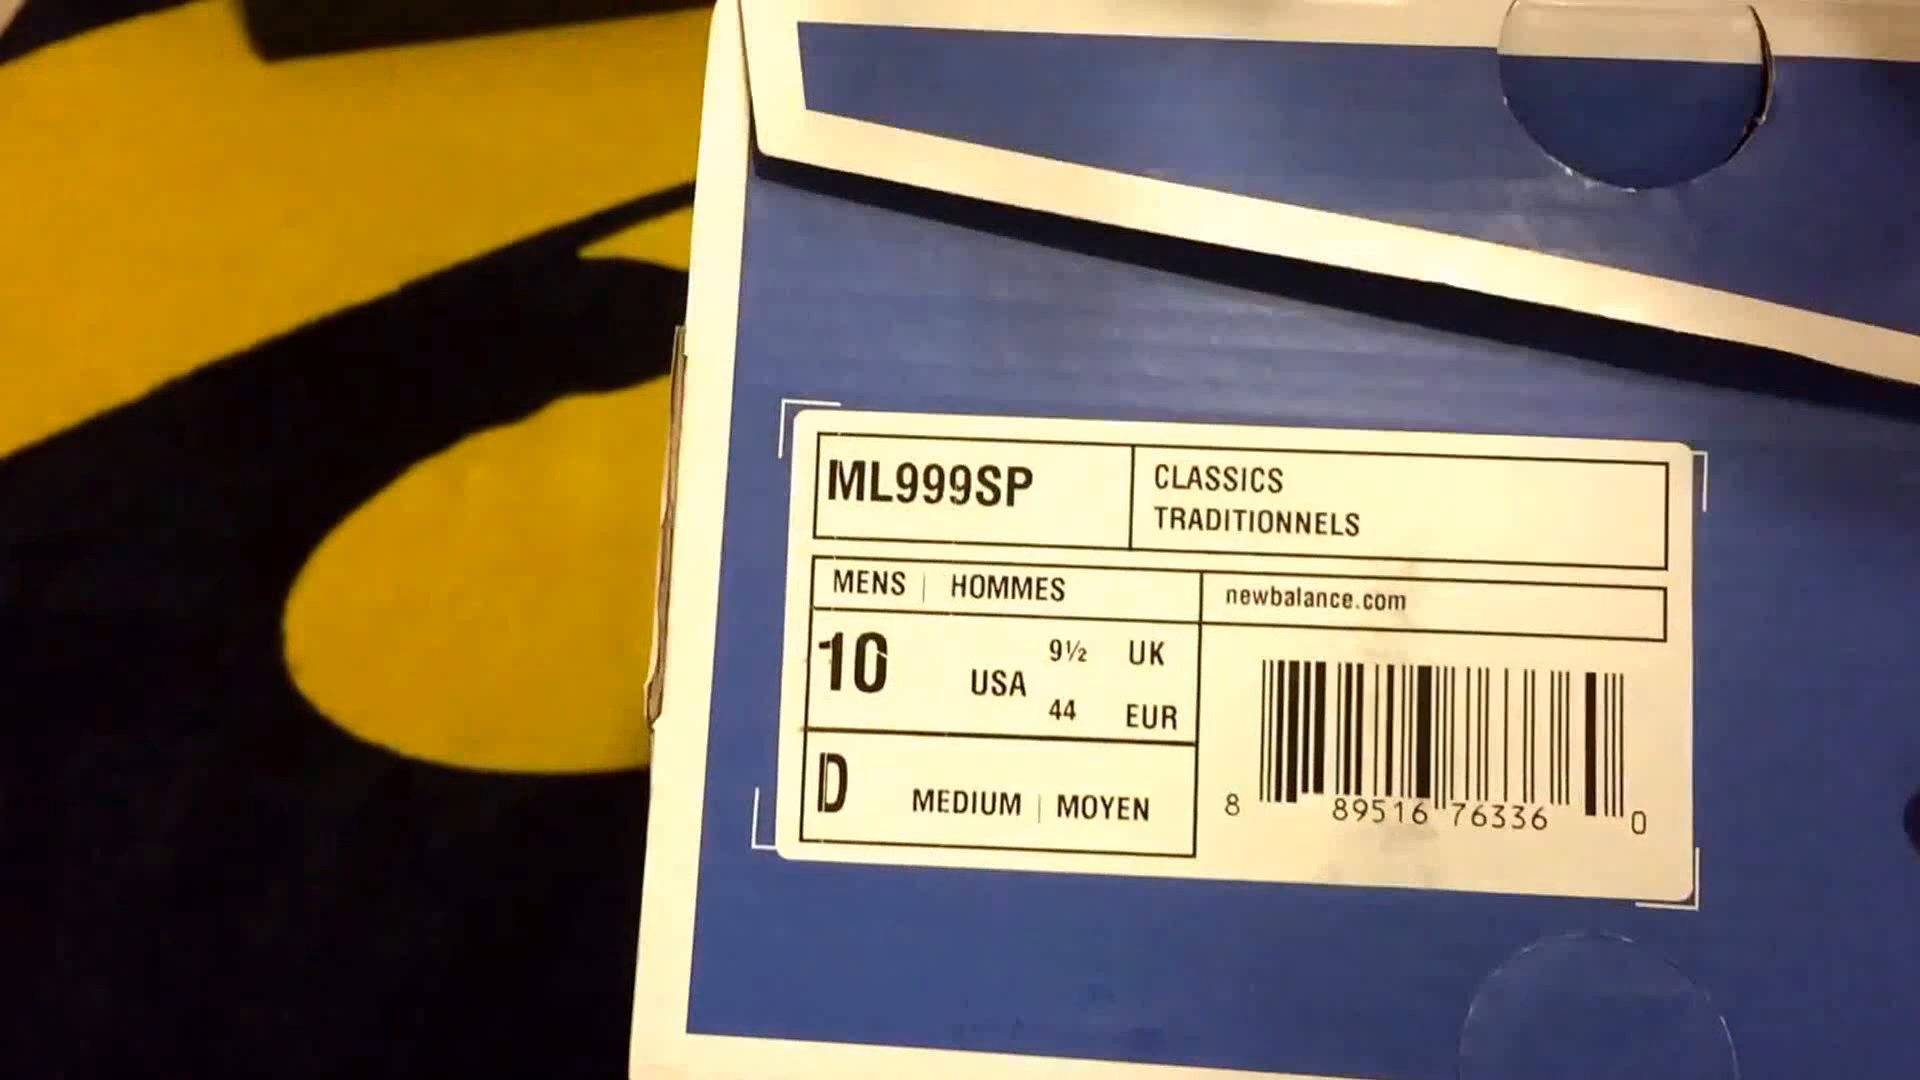 ML999SP
CLASSICS
TRADITIONNELS
MENS | HOMMES
newbalance.com
10 USA
9½ UK
44 EUR
D MEDIUM | MOYEN
8 89516 76336 0